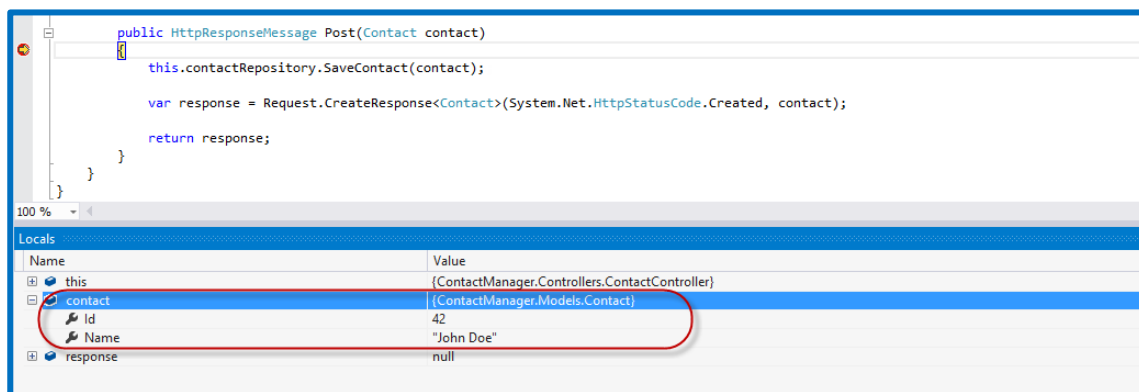 public HttpResponseMessage Post(Contact contact)
{
this.contactRepository.SaveContact(contact);
var response = Request.CreateResponse<Contact>(System.Net.HttpStatusCode.Created, contact);
return response;
}
}
}
100 %
Locals
Name Value
this {ContactManager.Controllers.ContactController}
contact {ContactManager.Models.Contact}
Id 42
Name "John Doe"
response null